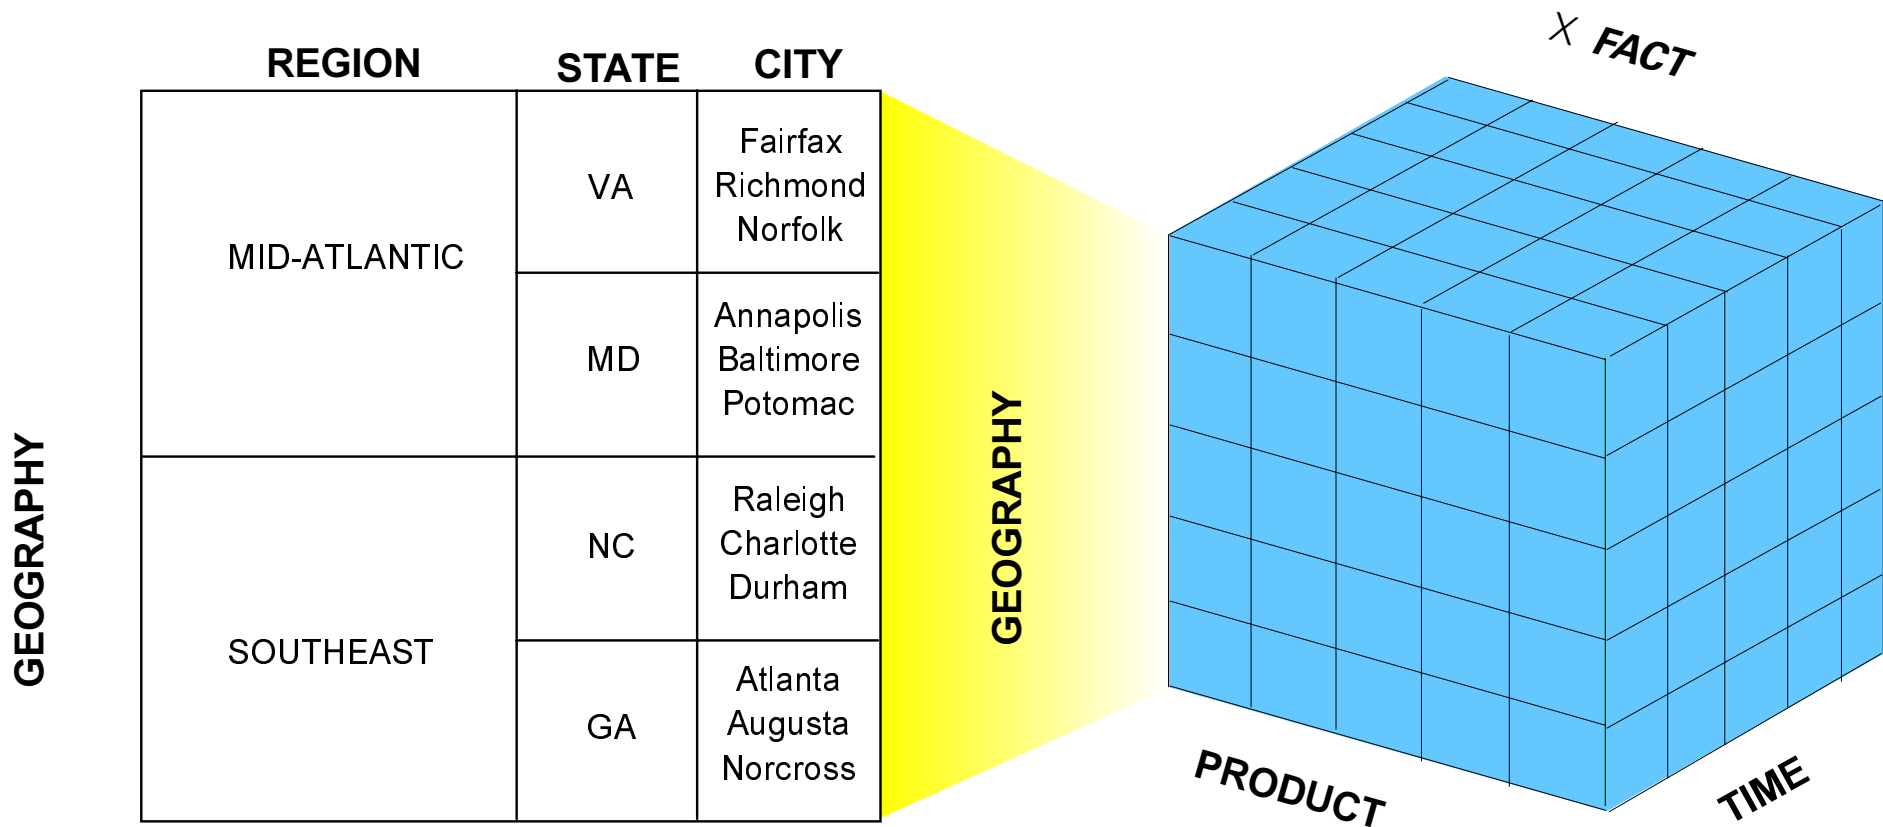 REGION STATE CITY
X FACT
GEOGRAPHY
MID-ATLANTIC
VA
Fairfax
Richmond
Norfolk
MD
Annapolis
Baltimore
Potomac
SOUTHEAST
NC
Raleigh
Charlotte
Durham
GA
Atlanta
Augusta
Norcross
GEOGRAPHY
PRODUCT
TIME